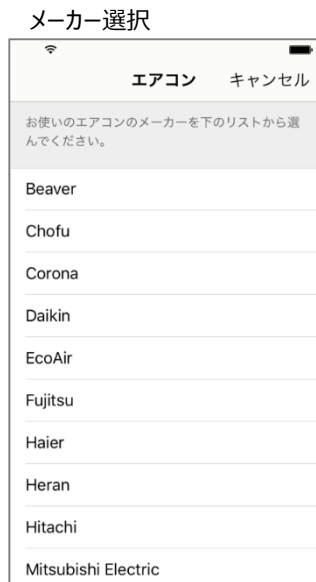 メーカー選択
エアコン キャンセル
お使いのエアコンのメーカーを下のリストから選
んでください。
Beaver
Chofu
Corona
Daikin
EcoAir
Fujitsu
Haier
Heran
Hitachi
Mitsubishi Electric